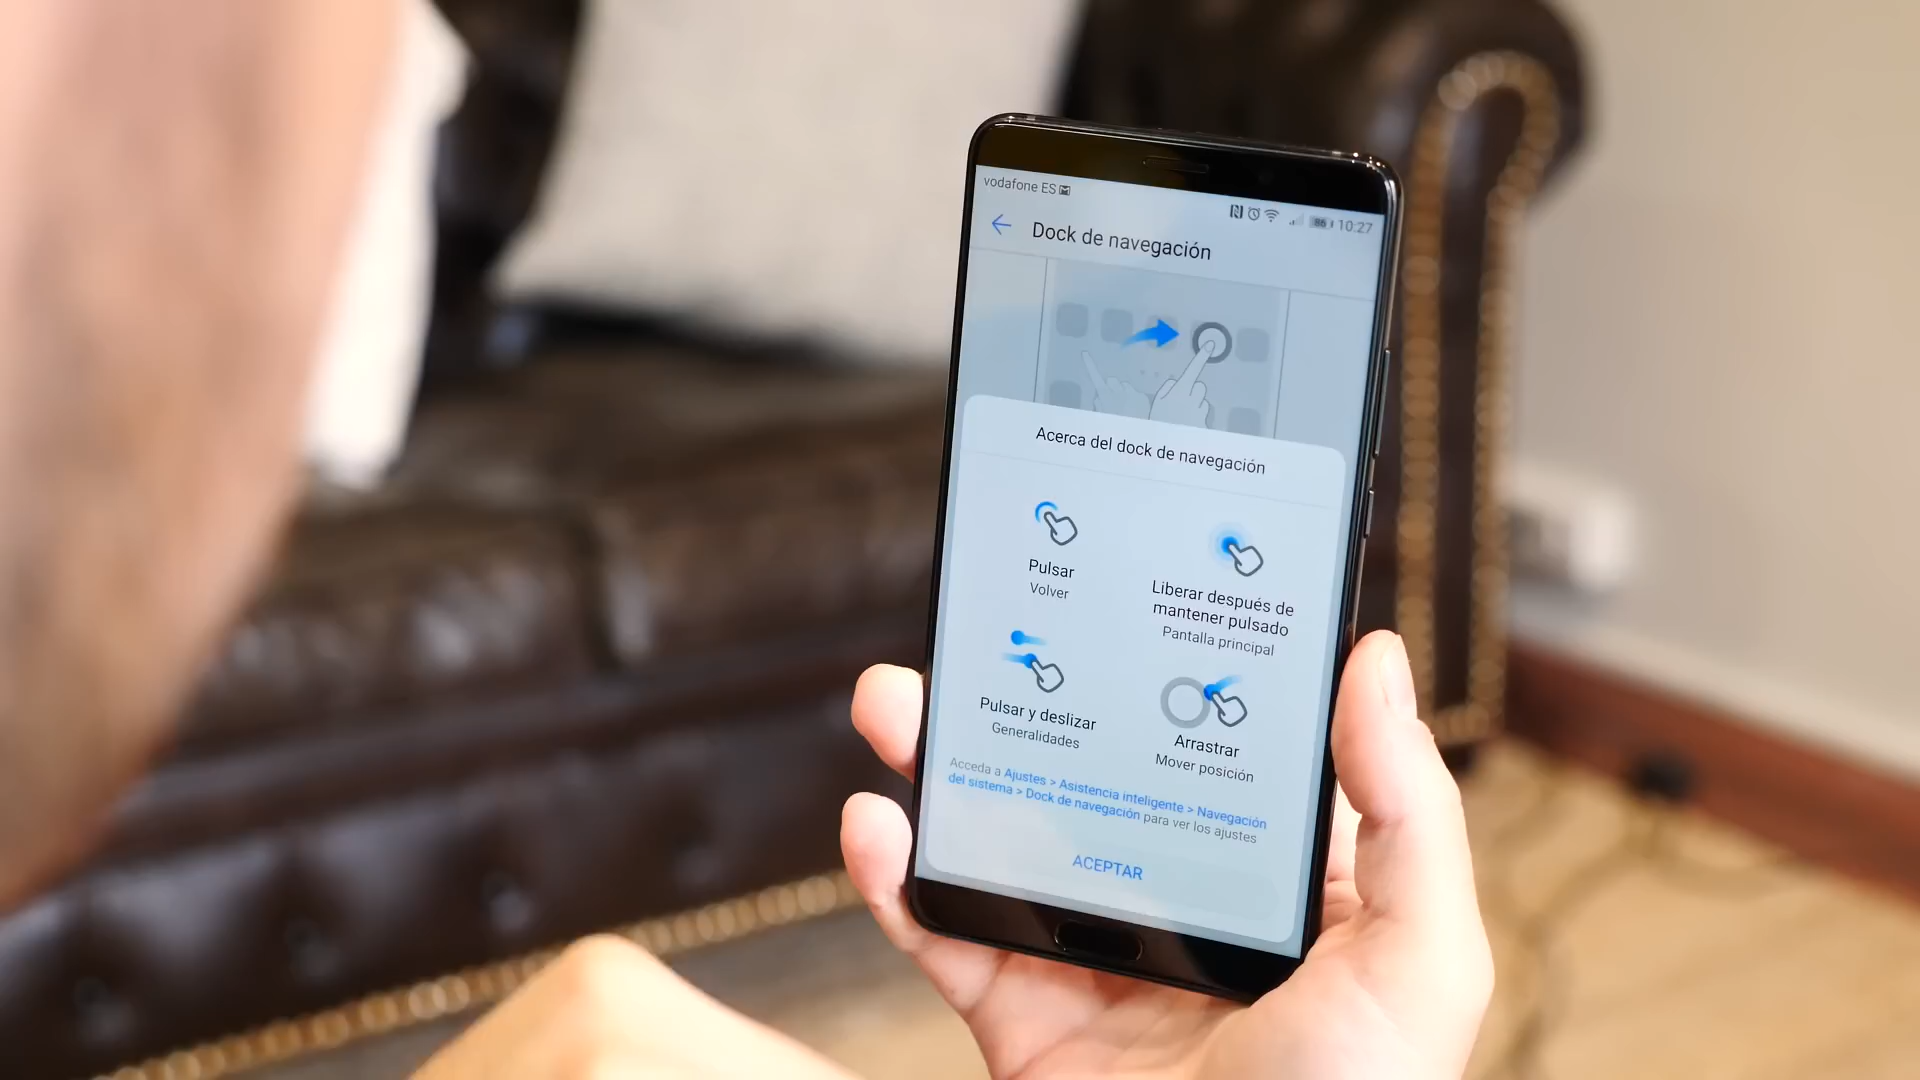 vodafone ES
86 10:27
Dock de navegación
Acerca del dock de navegación
Pulsar
Volver
Liberar después de
mantener pulsado
Pantalla principal
Pulsar y deslizar
Generalidades
Arrastrar
Mover posición
Acceda a Ajustes > Asistencia inteligente > Navegación
del sistema > Dock de navegación para ver los ajustes
ACEPTAR